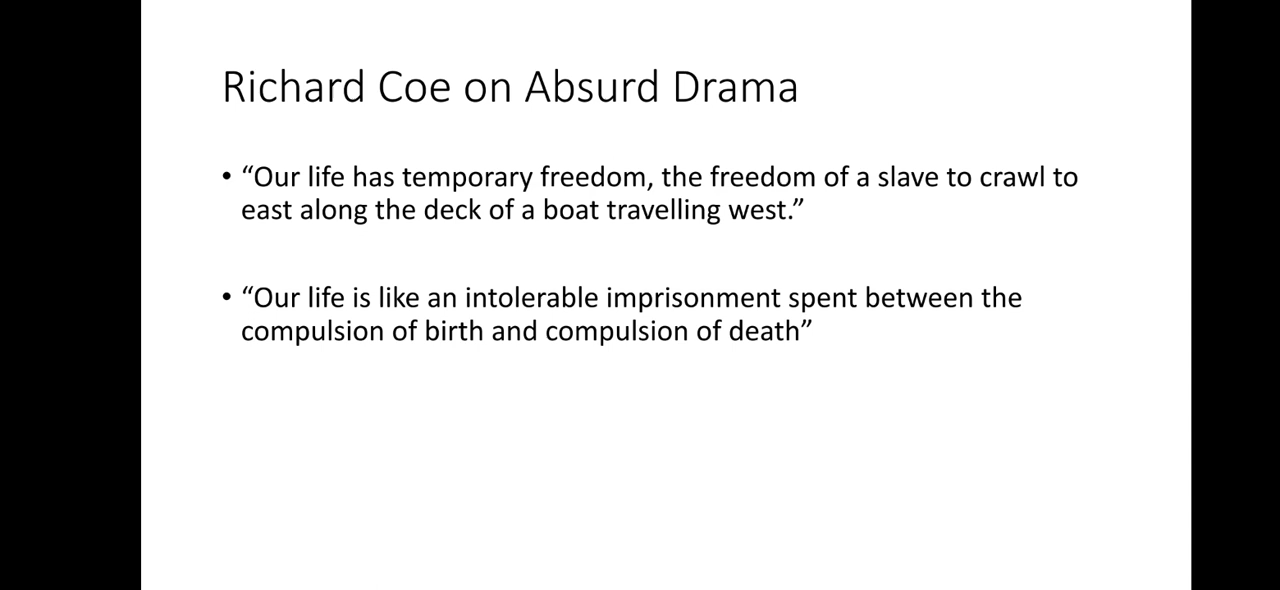 Richard Coe on Absurd Drama
• “Our life has temporary freedom, the freedom of a slave to crawl to
east along the deck of a boat travelling west.”
• “Our life is like an intolerable imprisonment spent between the
compulsion of birth and compulsion of death”